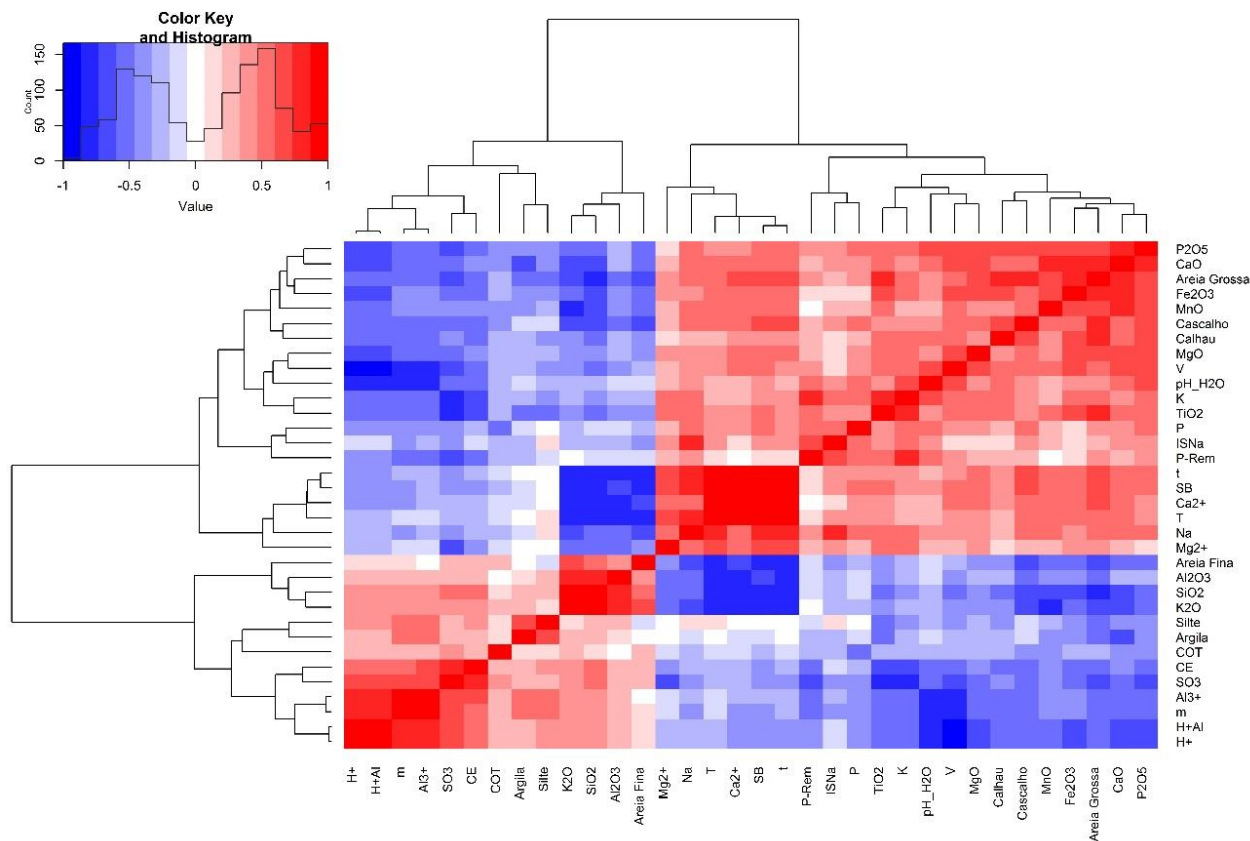 Color Key
and Histogram
Count
0 50 100 150
-1 -0.5 0 0.5 1
Value
P2O5
CaO
Areia Grossa
Fe2O3
MnO
Cascalho
Calhau
MgO
V
pH_H2O
K
TiO2
P
ISNa
P-Rem
t
SB
Ca2+
T
Na
Mg2+
Areia Fina
Al2O3
SiO2
K2O
Silte
Argila
COT
CE
SO3
Al3+
m
H+Al
H+
H+ H+Al m Al3+ SO3 CE COT Argila Silte K2O SiO2 Al2O3 Areia Fina Mg2+ Na T Ca2+ SB t P-Rem ISNa P TiO2 K pH_H2O V MgO Calhau Cascalho MnO Fe2O3 Areia Grossa CaO P2O5